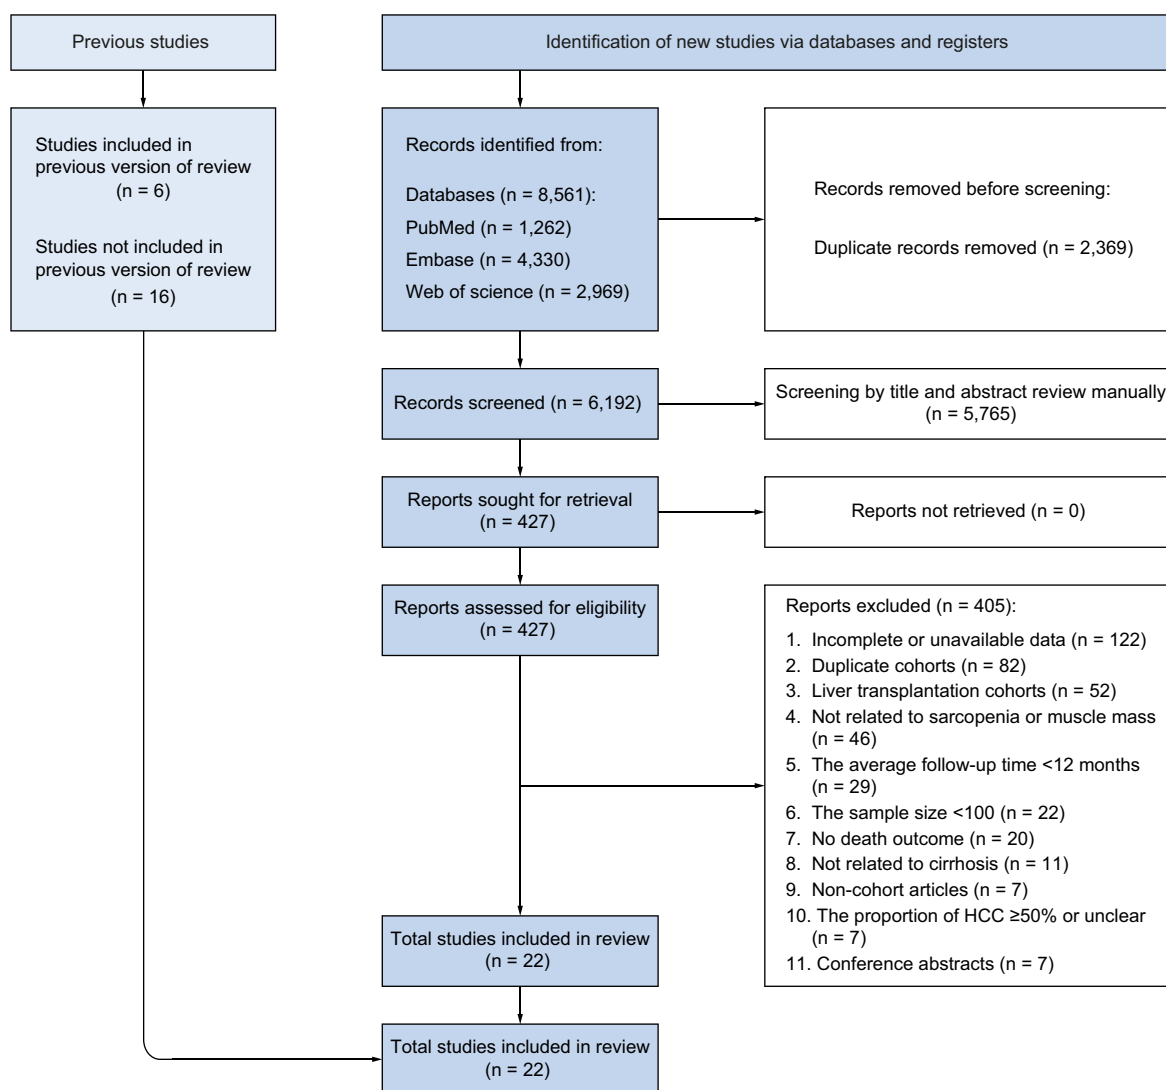 Previous studies
Identification of new studies via databases and registers
Studies included in
previous version of review
(n = 6)
Studies not included in
previous version of review
(n = 16)
Records identified from:
Databases (n = 8,561):
PubMed (n = 1,262)
Embase (n = 4,330)
Web of science (n = 2,969)
Records removed before screening:
Duplicate records removed (n = 2,369)
Records screened (n = 6,192)
Screening by title and abstract review manually
(n = 5,765)
Reports sought for retrieval
(n = 427)
Reports not retrieved (n = 0)
Reports assessed for eligibility
(n = 427)
Reports excluded (n = 405):
1. Incomplete or unavailable data (n = 122)
2. Duplicate cohorts (n = 82)
3. Liver transplantation cohorts (n = 52)
4. Not related to sarcopenia or muscle mass
(n = 46)
5. The average follow-up time <12 months
(n = 29)
6. The sample size <100 (n = 22)
7. No death outcome (n = 20)
8. Not related to cirrhosis (n = 11)
9. Non-cohort articles (n = 7)
10. The proportion of HCC ≥50% or unclear
(n = 7)
11. Conference abstracts (n = 7)
Total studies included in review
(n = 22)
Total studies included in review
(n = 22)